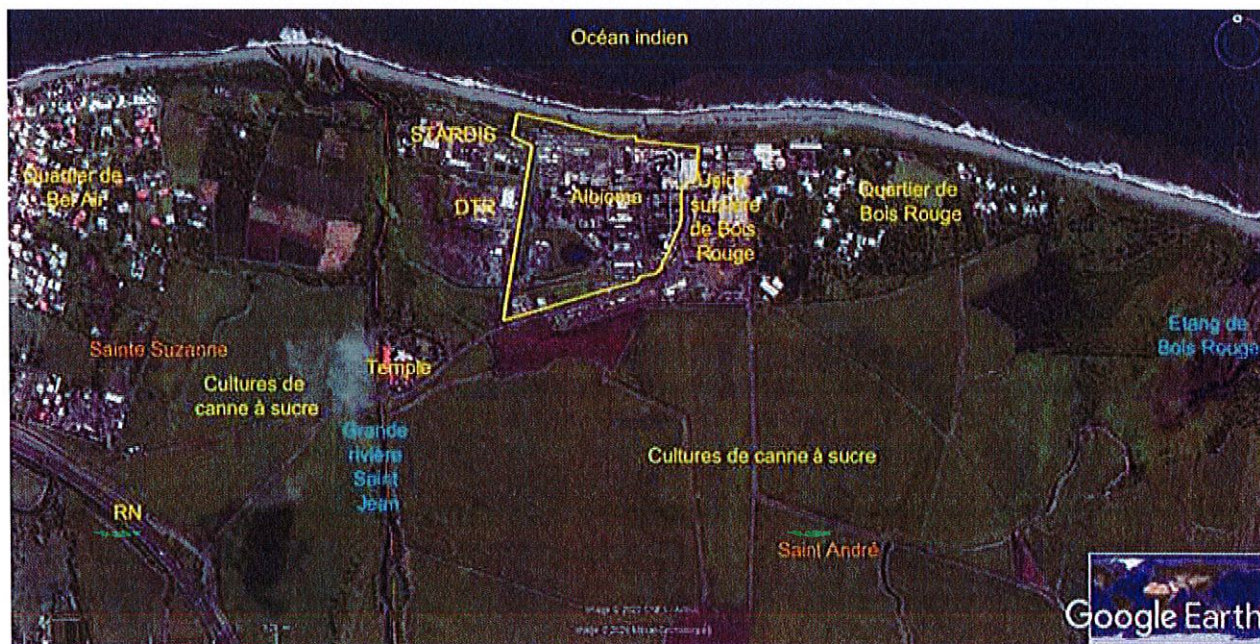 Océan indien
STARDIS
Quartier de
Bel Air
DTR
Albioma
Usine
sucrière
de Bois
Rouge
Quartier de
Bois Rouge
Etang de
Bois Rouge
Sainte Suzanne
Temple
Cultures de
canne à sucre
Grande
rivière
Saint
Jean
Cultures de canne à sucre
RN
Saint André
Google Earth